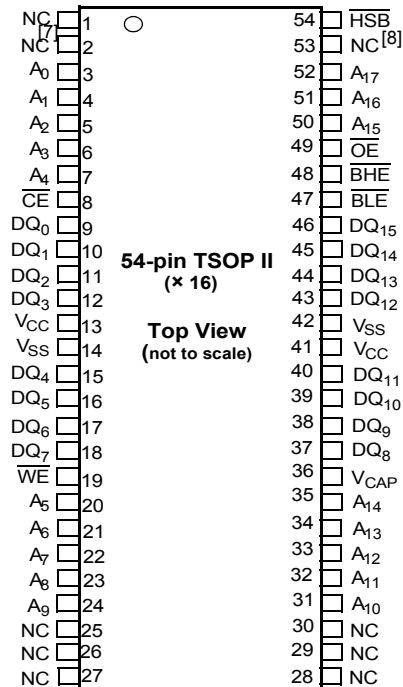 NC 1 54 H̅S̅B̅
[7]
NC 2 53 NC[8]
A0 3 52 A17
A1 4 51 A16
A2 5 50 A15
A3 6 49 O̅E̅
A4 7 48 B̅H̅E̅
C̅E̅ 8 47 B̅L̅E̅
DQ0 9 46 DQ15
DQ1 10 45 DQ14
DQ2 11 44 DQ13
DQ3 12 43 DQ12
VCC 13 42 VSS
VSS 14 41 VCC
DQ4 15 40 DQ11
DQ5 16 39 DQ10
DQ6 17 38 DQ9
DQ7 18 37 DQ8
W̅E̅ 19 36 VCAP
A5 20 35 A14
A6 21 34 A13
A7 22 33 A12
A8 23 32 A11
A9 24 31 A10
NC 25 30 NC
NC 26 29 NC
NC 27 28 NC
54-pin TSOP II
(× 16)
Top View
(not to scale)